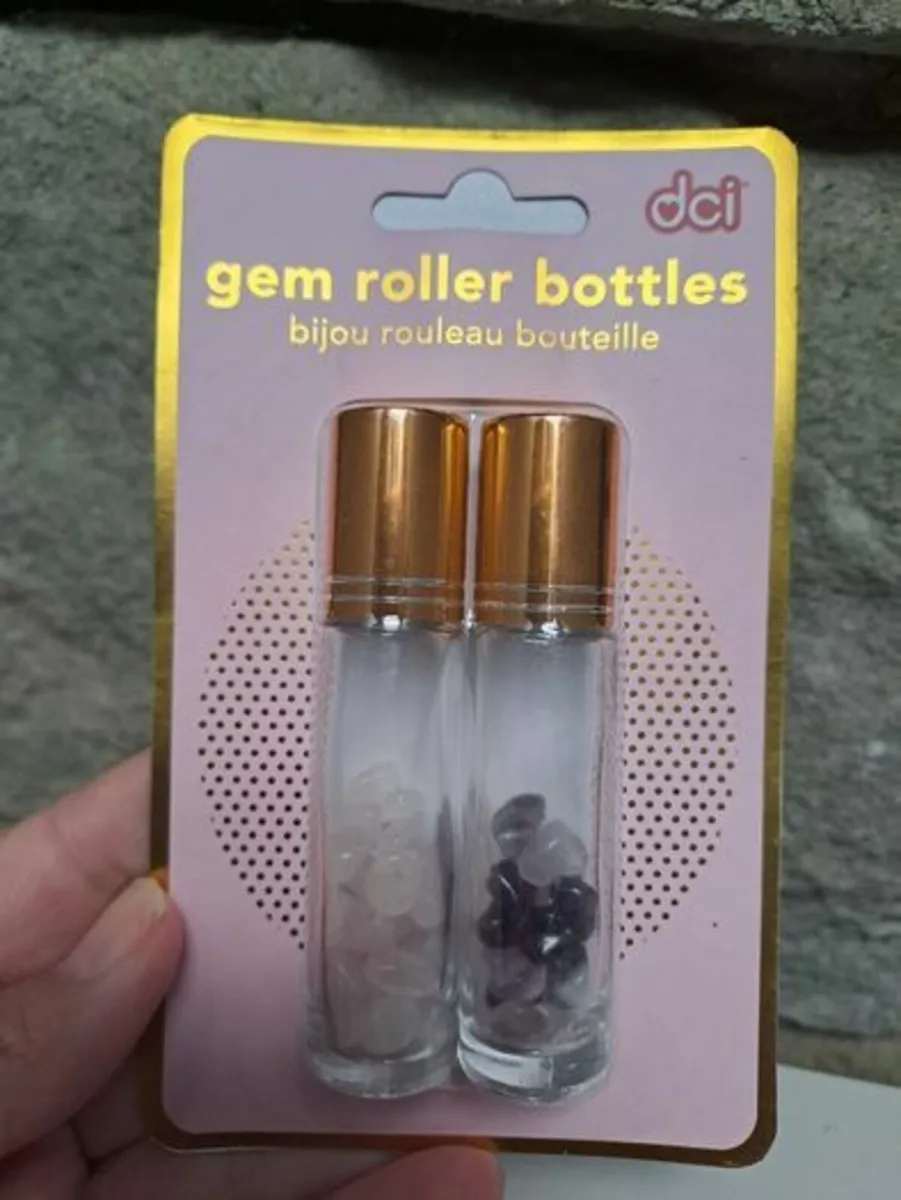 dci
gem roller bottles
bijou rouleau bouteille